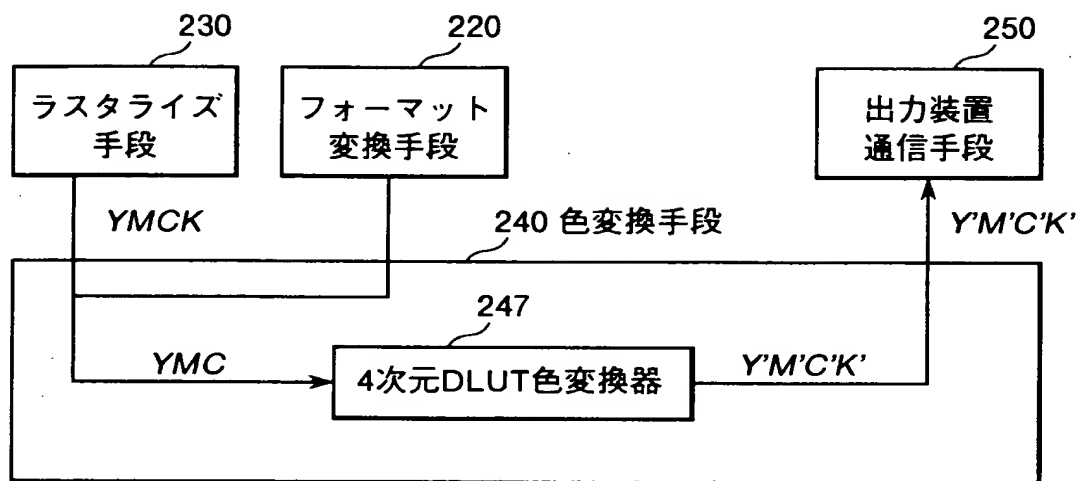 230
ラスタライズ
手段
220
フォーマット
変換手段
250
出力装置
通信手段
YMCK
240 色変換手段
Y'M'C'K'
247
YMC
4次元DLUT色変換器
Y'M'C'K'